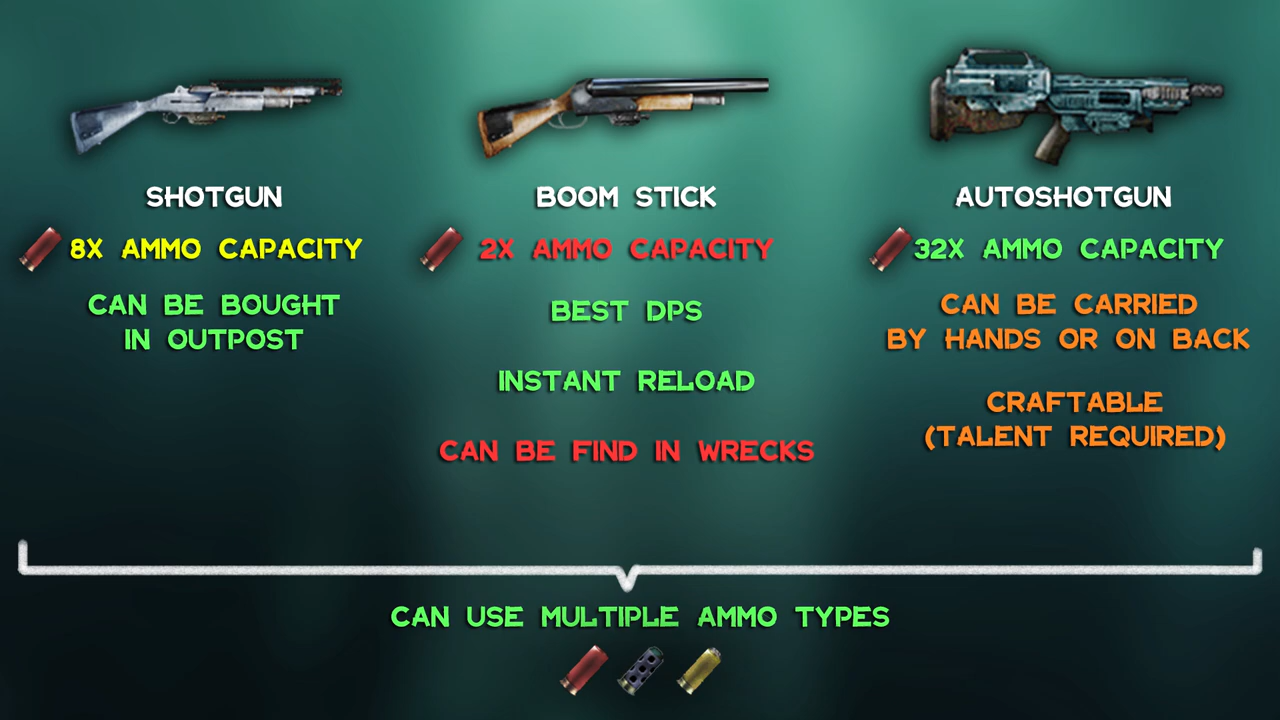 SHOTGUN
8X AMMO CAPACITY
CAN BE BOUGHT
IN OUTPOST
BOOM STICK
2X AMMO CAPACITY
BEST DPS
INSTANT RELOAD
CAN BE FIND IN WRECKS
AUTOSHOTGUN
32X AMMO CAPACITY
CAN BE CARRIED
BY HANDS OR ON BACK
CRAFTABLE
(TALENT REQUIRED)
CAN USE MULTIPLE AMMO TYPES